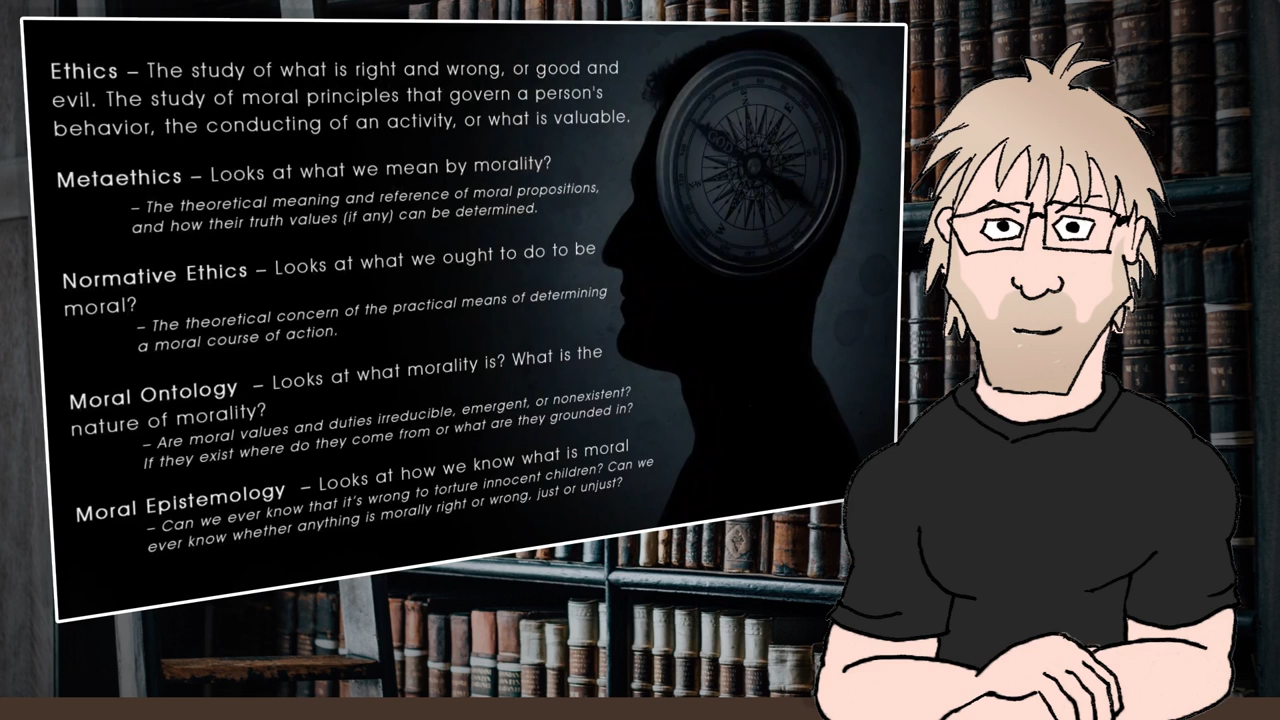 Ethics – The study of what is right and wrong, or good and
evil. The study of moral principles that govern a person's
behavior, the conducting of an activity, or what is valuable.
Metaethics – Looks at what we mean by morality?
– The theoretical meaning and reference of moral propositions,
and how their truth values (if any) can be determined.
Normative Ethics – Looks at what we ought to do to be
moral?
– The theoretical concern of the practical means of determining
a moral course of action.
Moral Ontology – Looks at what morality is? What is the
nature of morality?
– Are moral values and duties irreducible, emergent, or nonexistent?
If they exist where do they come from or what are they grounded in?
Moral Epistemology – Looks at how we know what is moral
– Can we ever know that it's wrong to torture innocent children? Can we
ever know whether anything is morally right or wrong, just or unjust?